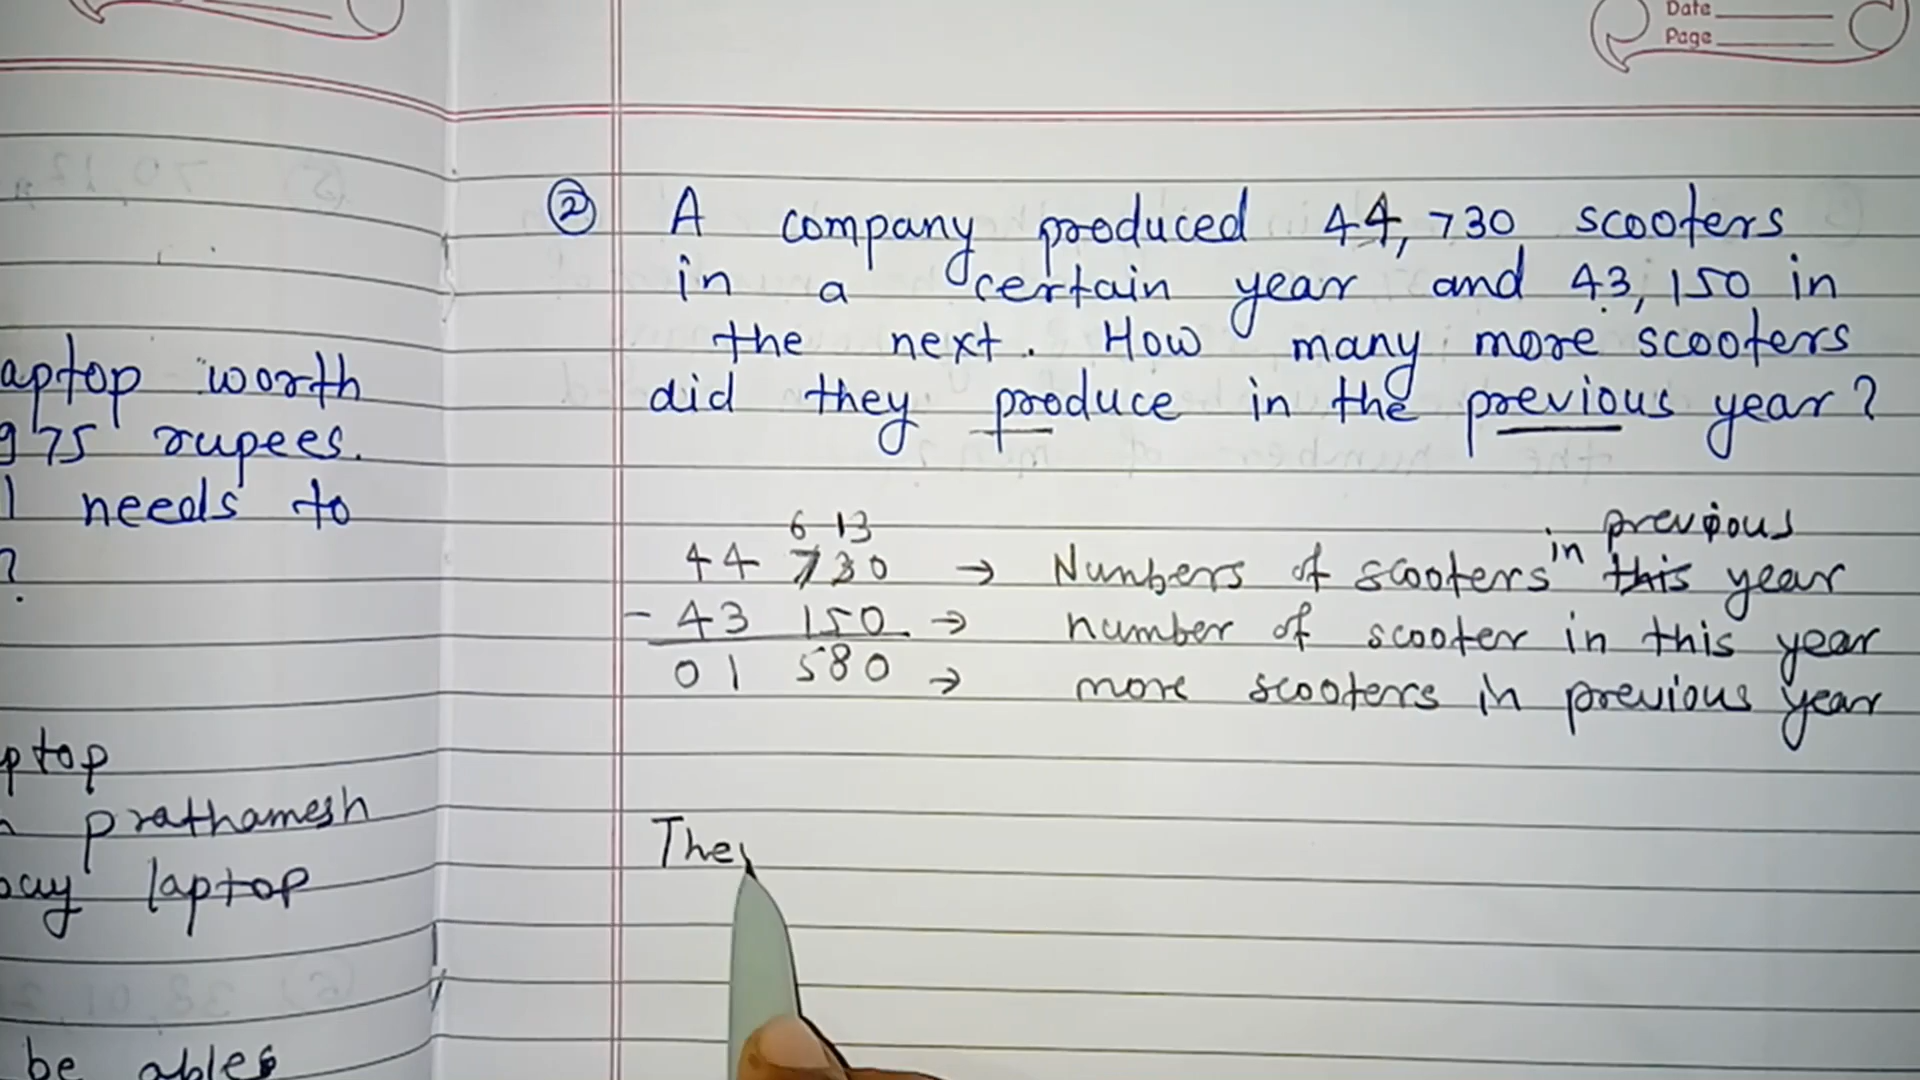 Date
Page
aptop worth
975 rupees.
needs to
?
ptop
prathamesh
laptop
be ables
② A company produced 44,730 scooters
in a certain year and 43,150 in
the next. How many more scooters
did they produce in the previous year?
6 13 in previous
44 730 → Numbers of scooters this year
- 43 150 → number of scooter in this year
01 580 → more scooters in previous year
They